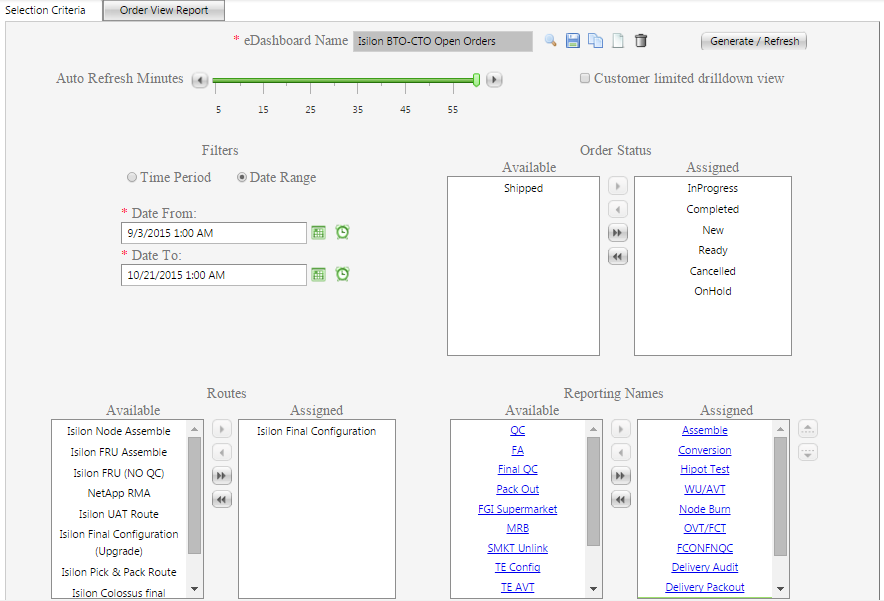 Selection Criteria
Order View Report
* eDashboard Name
Isilon BTO-CTO Open Orders
Generate / Refresh
Auto Refresh Minutes
5 15 25 35 45 55
Customer limited drilldown view
Filters
Time Period
Date Range
* Date From:
9/3/2015 1:00 AM
* Date To:
10/21/2015 1:00 AM
Order Status
Available
Shipped
Assigned
InProgress
Completed
New
Ready
Cancelled
OnHold
Routes
Available
Isilon Node Assemble
Isilon FRU Assemble
Isilon FRU (NO QC)
NetApp RMA
Isilon UAT Route
Isilon Final Configuration
(Upgrade)
Isilon Pick & Pack Route
Isilon Colossus final
Assigned
Isilon Final Configuration
Reporting Names
Available
QC
FA
Final QC
Pack Out
FGI Supermarket
MRB
SMKT Unlink
TE Config
TE AVT
Assigned
Assemble
Conversion
Hipot Test
WU/AVT
Node Burn
OVT/FCT
FCONFNQC
Delivery Audit
Delivery Packout